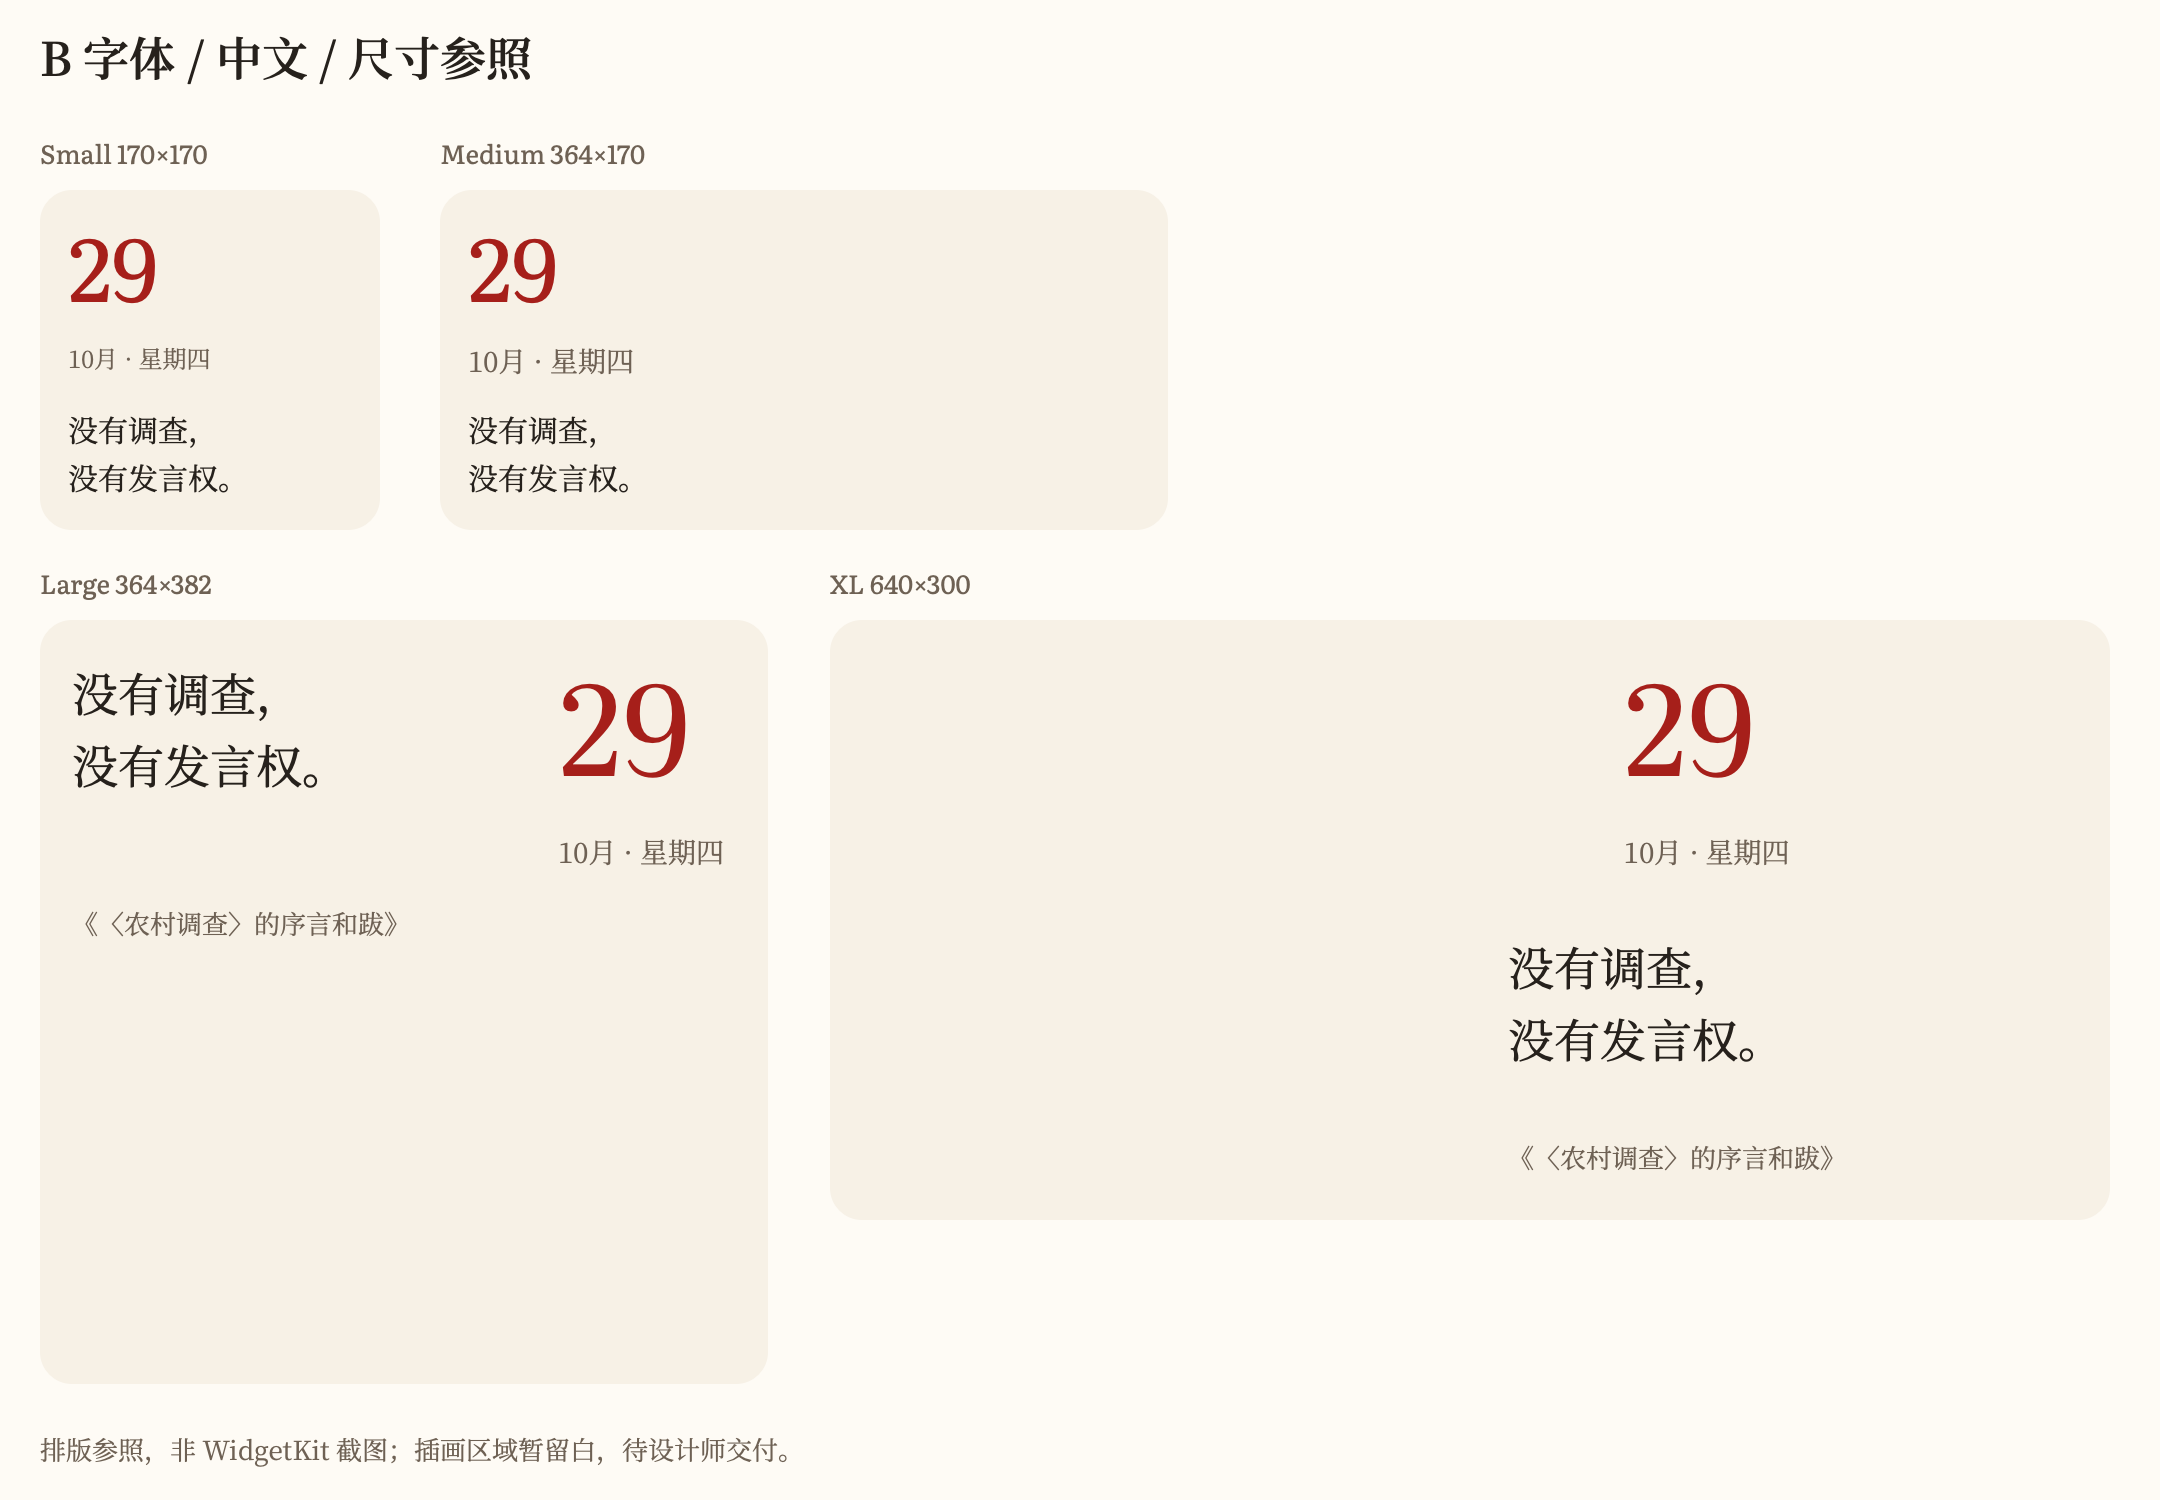 B 字体 / 中文 / 尺寸参照
Small 170×170
29
10月 · 星期四
没有调查，
没有发言权。
Medium 364×170
29
10月 · 星期四
没有调查，
没有发言权。
Large 364×382
没有调查，
没有发言权。
29
10月 · 星期四
《〈农村调查〉的序言和跋》
XL 640×300
29
10月 · 星期四
没有调查，
没有发言权。
《〈农村调查〉的序言和跋》
排版参照，非 WidgetKit 截图；插画区域暂留白，待设计师交付。